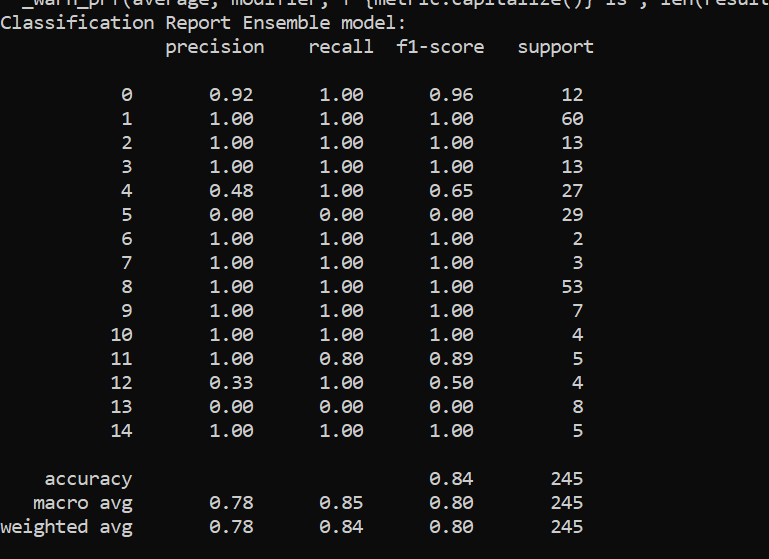 _warn_prf(average, modifier, f"{metric.capitalize()} is", len(result
Classification Report Ensemble model:
precision recall f1-score support
0 0.92 1.00 0.96 12
1 1.00 1.00 1.00 60
2 1.00 1.00 1.00 13
3 1.00 1.00 1.00 13
4 0.48 1.00 0.65 27
5 0.00 0.00 0.00 29
6 1.00 1.00 1.00 2
7 1.00 1.00 1.00 3
8 1.00 1.00 1.00 53
9 1.00 1.00 1.00 7
10 1.00 1.00 1.00 4
11 1.00 0.80 0.89 5
12 0.33 1.00 0.50 4
13 0.00 0.00 0.00 8
14 1.00 1.00 1.00 5
accuracy 0.84 245
macro avg 0.78 0.85 0.80 245
weighted avg 0.78 0.84 0.80 245